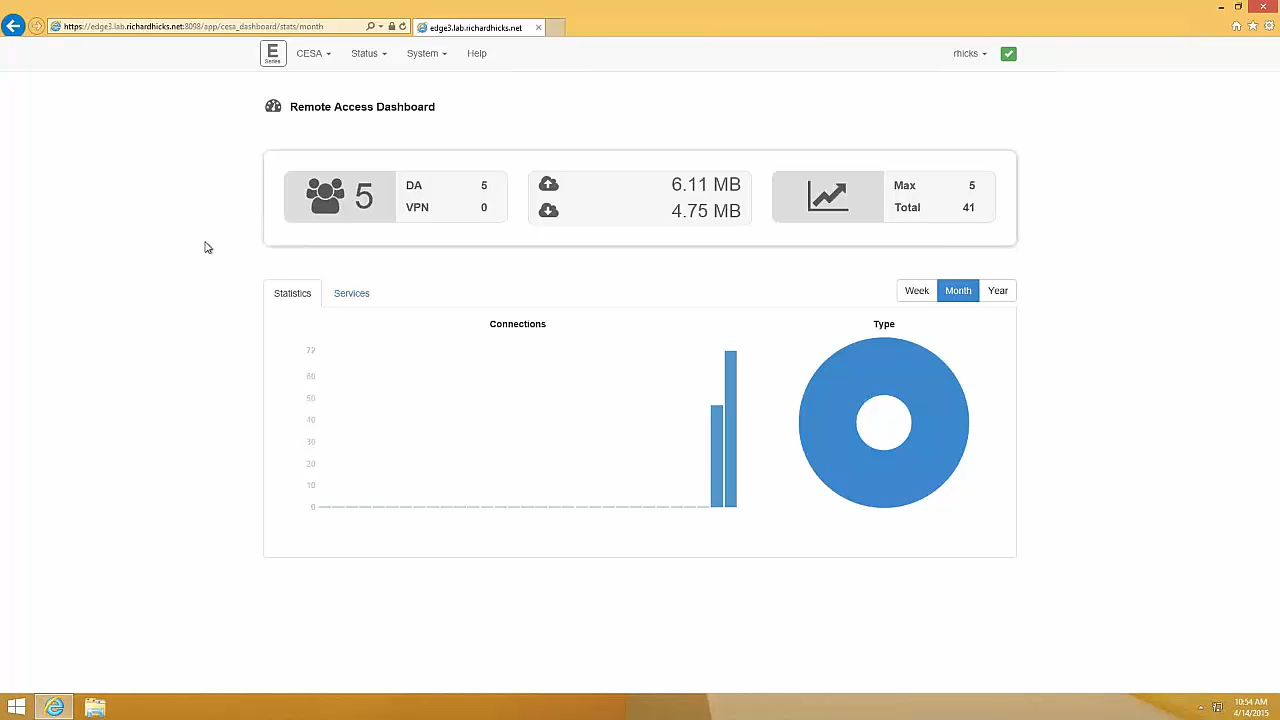 https://edge3.lab.richardhicks.net:8098/app/cesa_dashboard/stats/month
edge3.lab.richardhicks.net
E
Series
CESA
Status
System
Help
rhicks
Remote Access Dashboard
5
DA 5
VPN 0
6.11 MB
4.75 MB
Max 5
Total 41
Statistics
Services
Week
Month
Year
Connections
Type
72
60
50
40
30
20
10
0
10:54 AM
4/14/2015